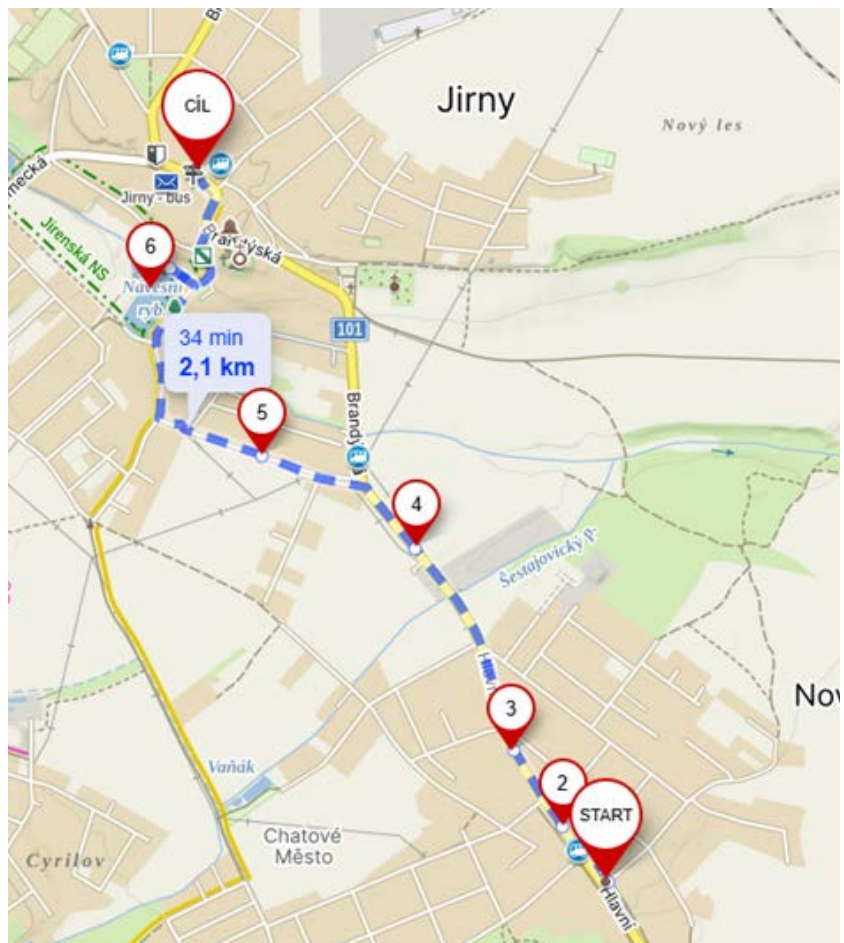 CÍL
Jirny
Nový les
Jirny - bus
Jirenská NS
Brandýská
6
Návesní
ryb.
34 min
2,1 km
101
5
4
Šestajovický p.
3
Vaňák
2
START
Chatové
Město
Cyrilov
Hlavní